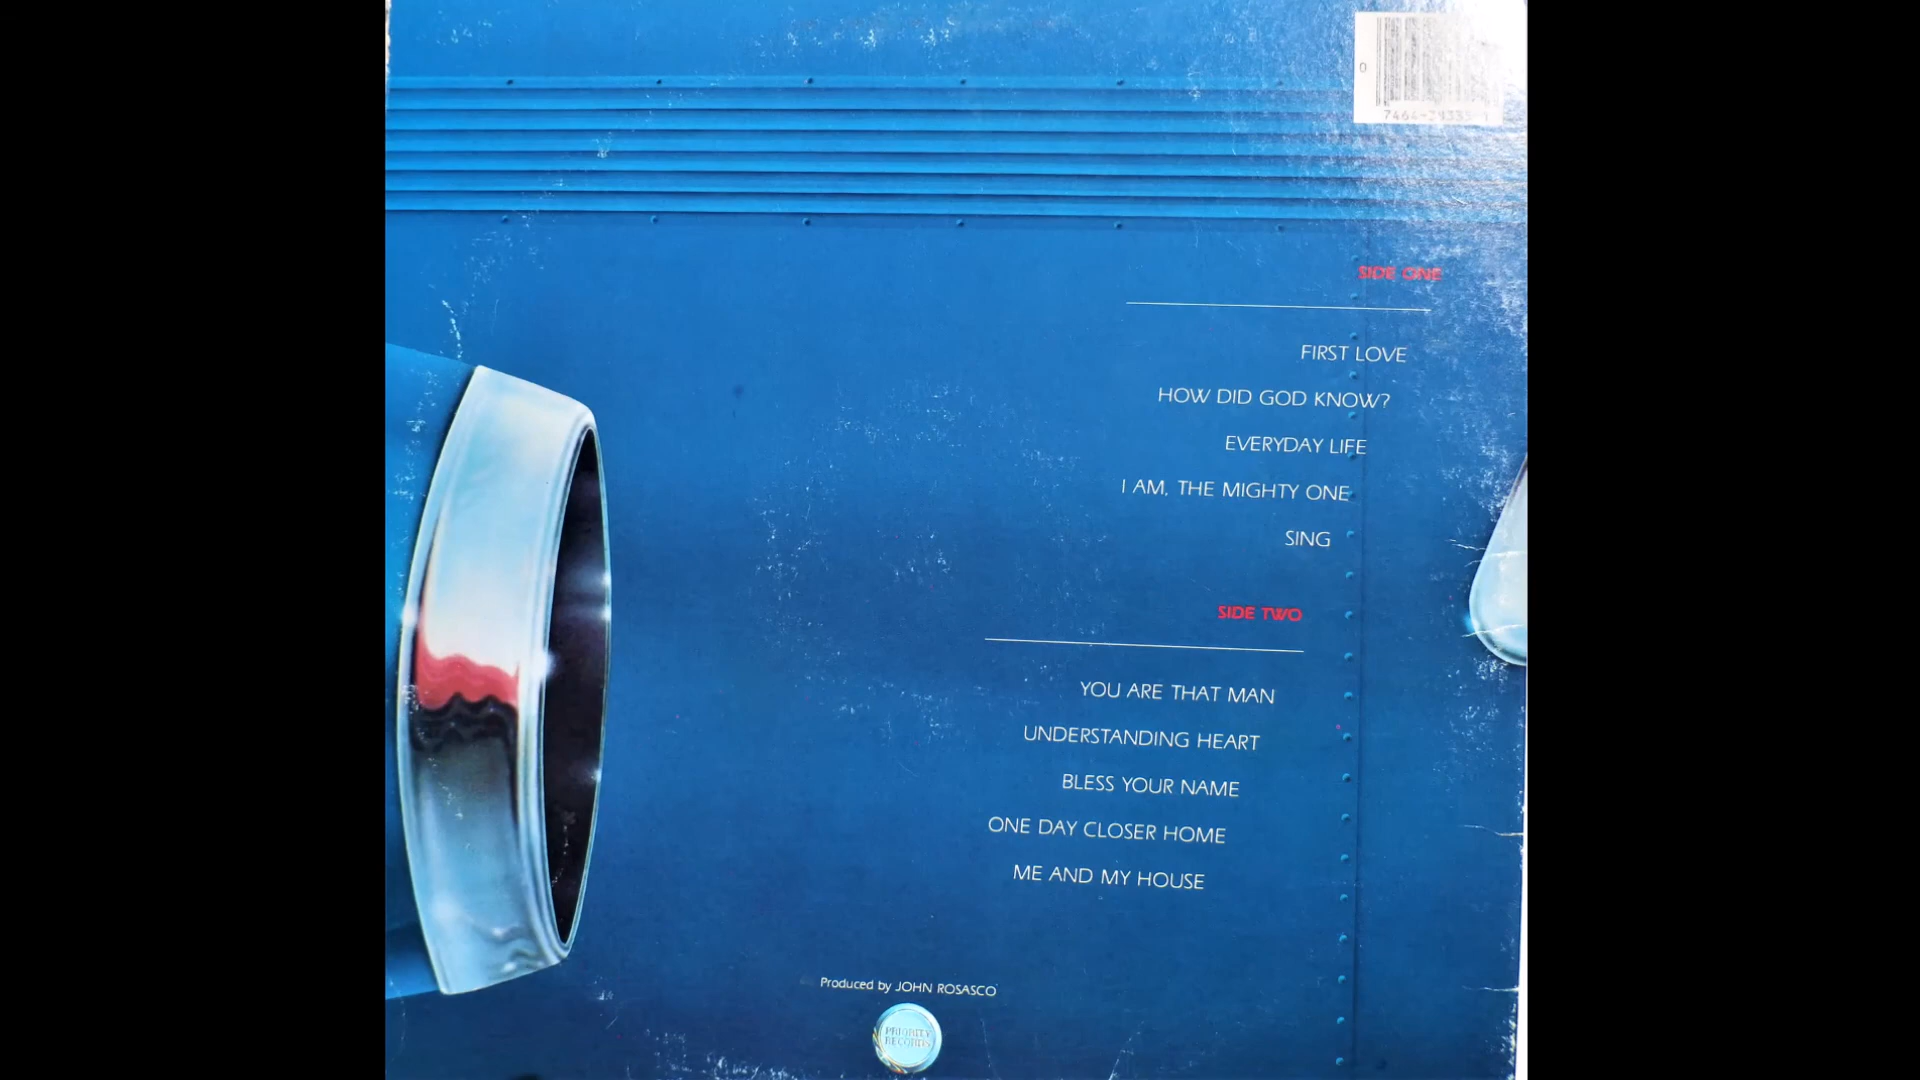 0
SIDE ONE
FIRST LOVE
HOW DID GOD KNOW?
EVERYDAY LIFE
I AM, THE MIGHTY ONE
SING
SIDE TWO
YOU ARE THAT MAN
UNDERSTANDING HEART
BLESS YOUR NAME
ONE DAY CLOSER HOME
ME AND MY HOUSE
Produced by JOHN ROSASCO
PRIORITY
RECORDS